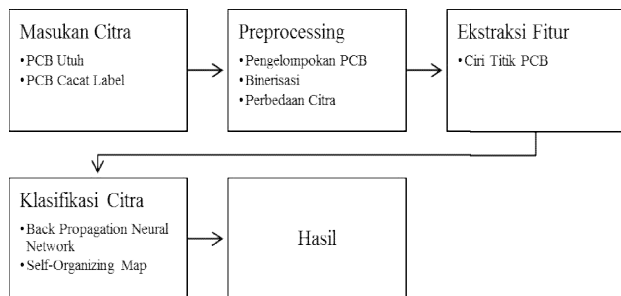 Masukan Citra
•PCB Utuh
•PCB Cacat Label
Preprocessing
•Pengelompokan PCB
•Binerisasi
•Perbedaan Citra
Ekstraksi Fitur
•Ciri Titik PCB
Klasifikasi Citra
•Back Propagation Neural
Network
•Self-Organizing Map
Hasil